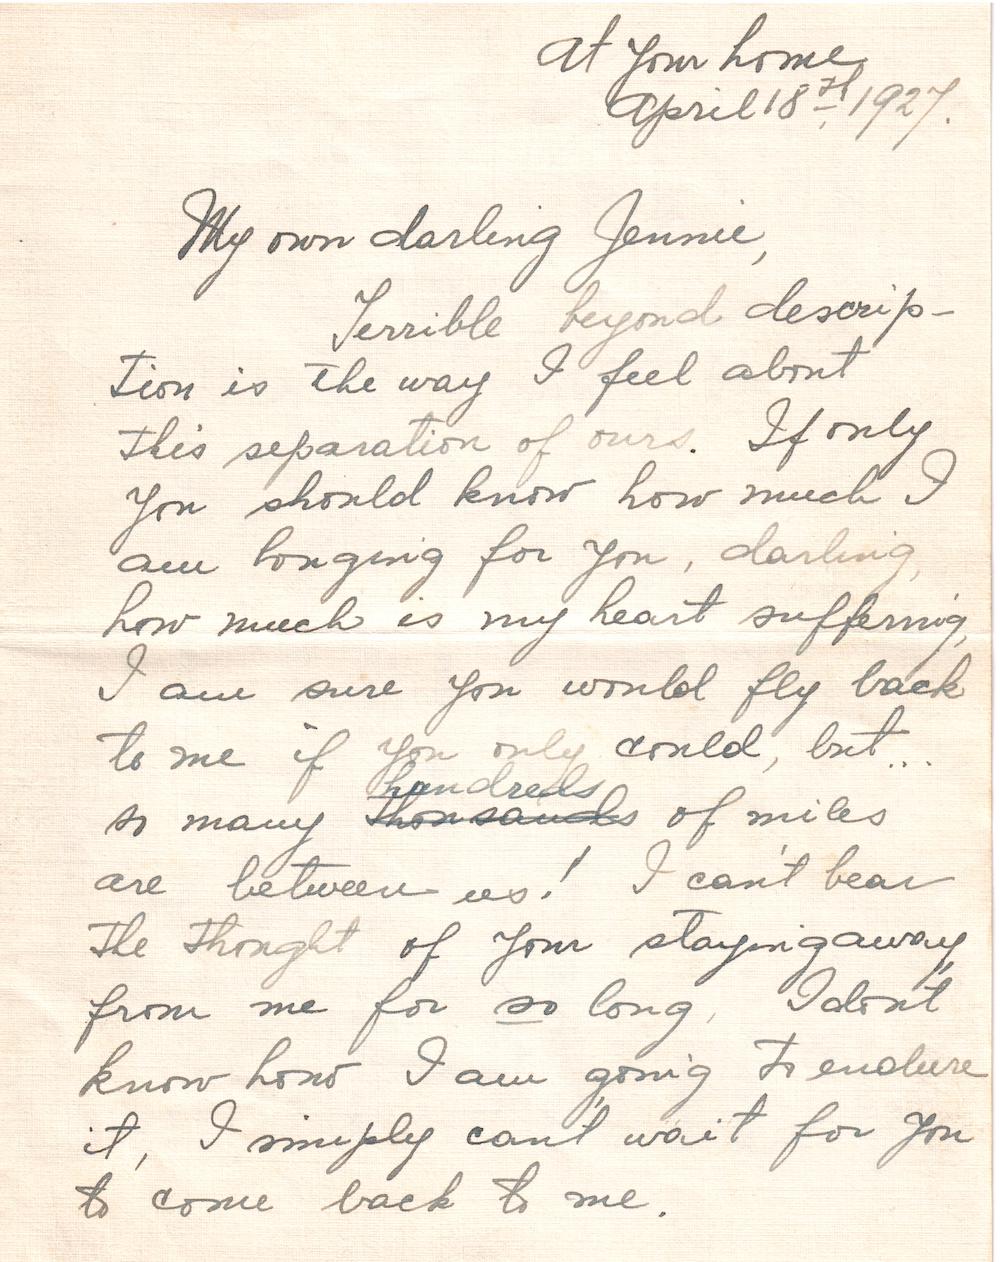 At your home
April 18th, 1927.
My own darling Jennie,
Terrible beyond descrip-
tion is the way I feel about
this separation of ours. If only
you should know how much I
am longing for you, darling,
how much is my heart suffering,
I am sure you would fly back
to me if you only could, but...
hundreds
so many thousands of miles
are between us! I can't bear
the thought of your staying away
from me for so long, I don't
know how I am going to endure
it, I simply can't wait for you
to come back to me.